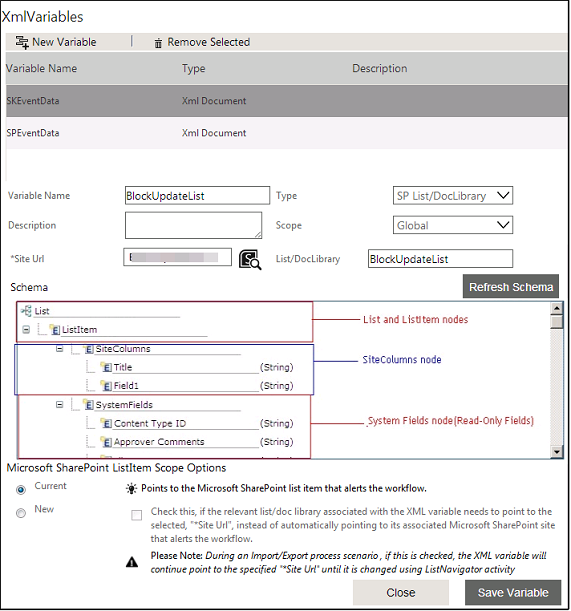 XmlVariables
New Variable | Remove Selected
Variable Name Type Description
SKEventData Xml Document
SPEventData Xml Document
Variable Name BlockUpdateList Type SP List/DocLibrary
Description Scope Global
*Site Url List/DocLibrary BlockUpdateList
Schema Refresh Schema
List
List and ListItem nodes
ListItem
SiteColumns
SiteColumns node
Title (String)
Field1 (String)
SystemFields
Content Type ID (String)
System Fields node(Read-Only Fields)
Approver Comments (String)
Microsoft SharePoint ListItem Scope Options
Current Points to the Microsoft SharePoint list item that alerts the workflow.
New Check this, if the relevant list/doc library associated with the XML variable needs to point to the
selected, "*Site Url", instead of automatically pointing to its associated Microsoft SharePoint site
that alerts the workflow.
Please Note: During an Import/Export process scenario , if this is checked, the XML variable will
continue point to the specified "*Site Url" until it is changed using ListNavigator activity
Close Save Variable